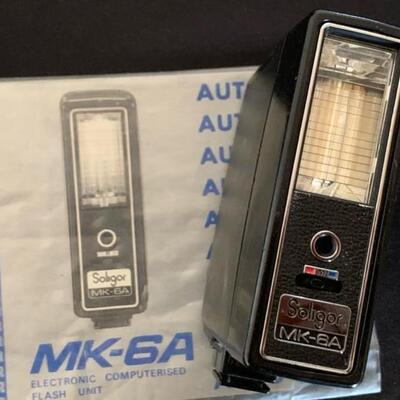 AUT
AUT
AU
A
A
Soligor
MK-6A
MK-6A
ELECTRONIC COMPUTERISED
FLASH UNIT
Soligor
MK-6A